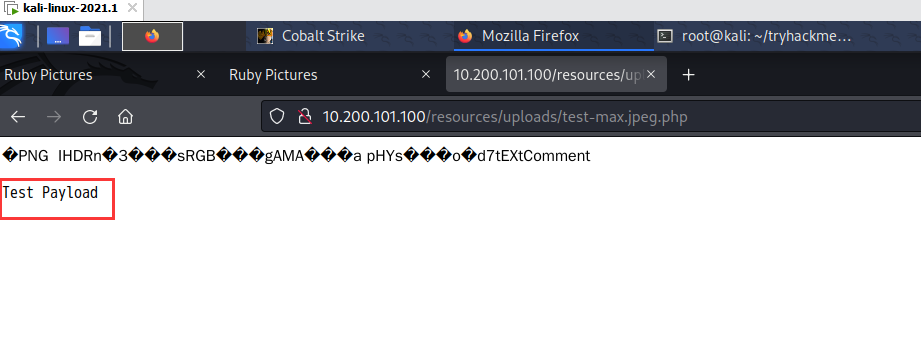 kali-linux-2021.1
Cobalt Strike
Mozilla Firefox
root@kali: ~/tryhackme…
Ruby Pictures
Ruby Pictures
10.200.101.100/resources/upl
10.200.101.100/resources/uploads/test-max.jpeg.php
�PNG IHDRn�3���sRGB���gAMA���a pHYs���o�d7tEXtComment
Test Payload